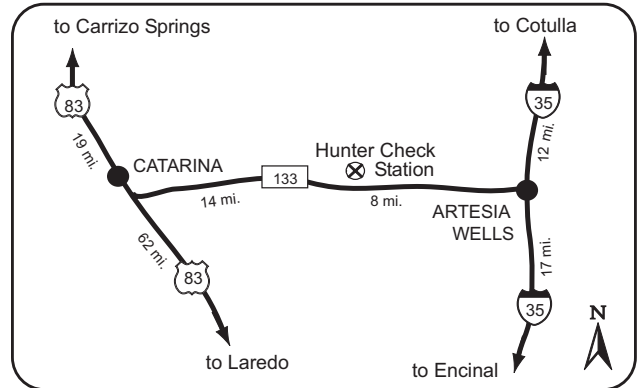 to Carrizo Springs
to Cotulla
83
35
19 mi.
12 mi.
Hunter Check
Station
CATARINA
133
14 mi.
8 mi.
ARTESIA
WELLS
62 mi.
17 mi.
83
35
N
to Laredo
to Encinal